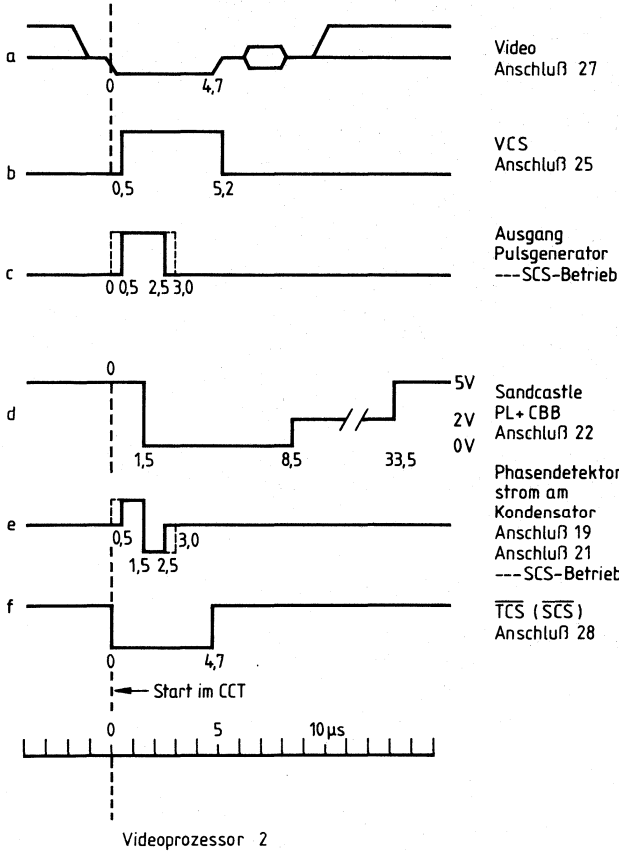 a
0
4,7
Video
Anschluß 27
b
0,5
5,2
VCS
Anschluß 25
c
0 0,5 2,5 3,0
Ausgang
Pulsgenerator
---SCS-Betrieb
d
0
1,5
8,5
33,5
5V
2V
0V
Sandcastle
PL+ CBB
Anschluß 22
e
0,5
1,5 2,5
3,0
Phasendetektor
strom am
Kondensator
Anschluß 19
Anschluß 21
---SCS-Betrieb
f
0
4,7
TCS (SCS)
Anschluß 28
Start im CCT
0 5 10µs
Videoprozessor 2